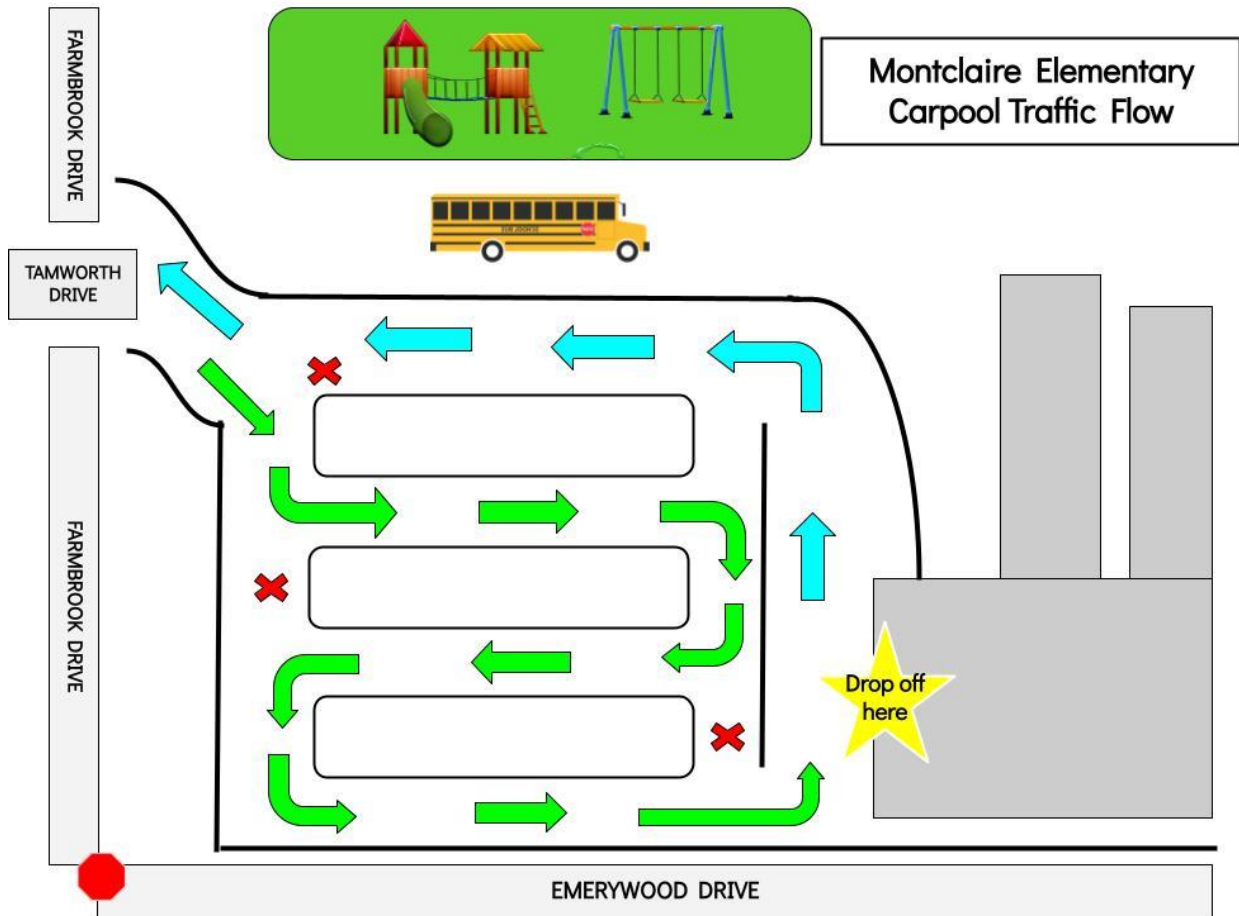 FARMBROOK DRIVE
Montclaire Elementary
Carpool Traffic Flow
TAMWORTH
DRIVE
FARMBROOK DRIVE
Drop off
here
EMERYWOOD DRIVE